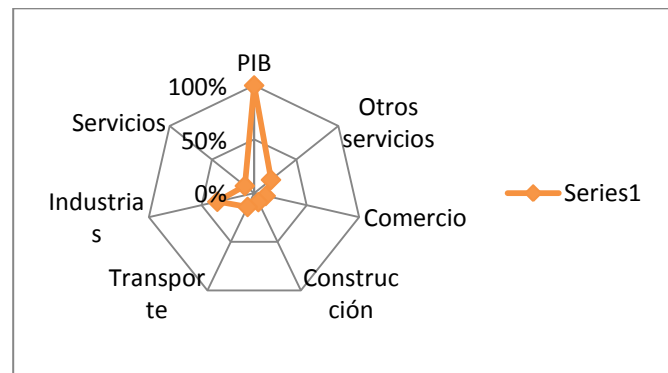 PIB
100%
Otros
servicios
Servicios
50%
Industria
s
0%
Comercio
Series1
Transpor
te
Construc
ción